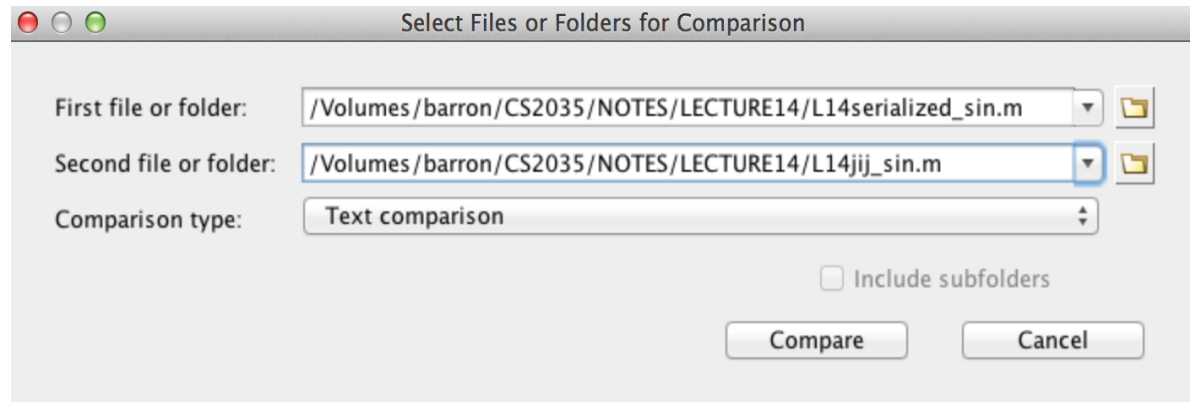 Select Files or Folders for Comparison
First file or folder: /Volumes/barron/CS2035/NOTES/LECTURE14/L14serialized_sin.m
Second file or folder: /Volumes/barron/CS2035/NOTES/LECTURE14/L14jij_sin.m
Comparison type: Text comparison
Include subfolders
Compare Cancel